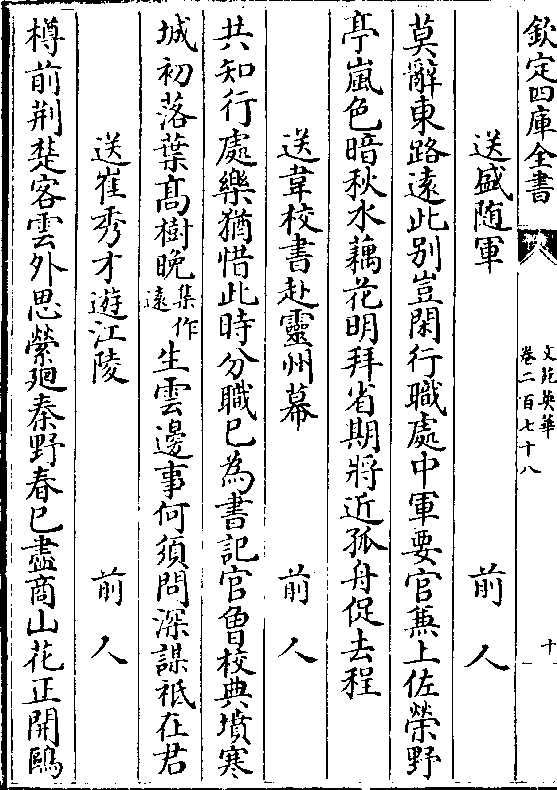 欽定四庫全書
文苑英華
卷二百七十八
十
送盛随軍
前人
莫辭東路遠此别豈閑行職處中軍要官兼上佐榮野
亭嵐色暗秋水藕花明拜省期將近孤舟促去程
送韋校書赴靈州幕
前人
共知行處樂猶惜此時分職已為書記官曾校典墳寒
城初落葉髙樹晚集作遠生雲邊事何須問深謀祗在君
送崔秀才遊江陵
前人
樽前荆楚客雲外思縈廻秦野春已盡商山花正開鷗